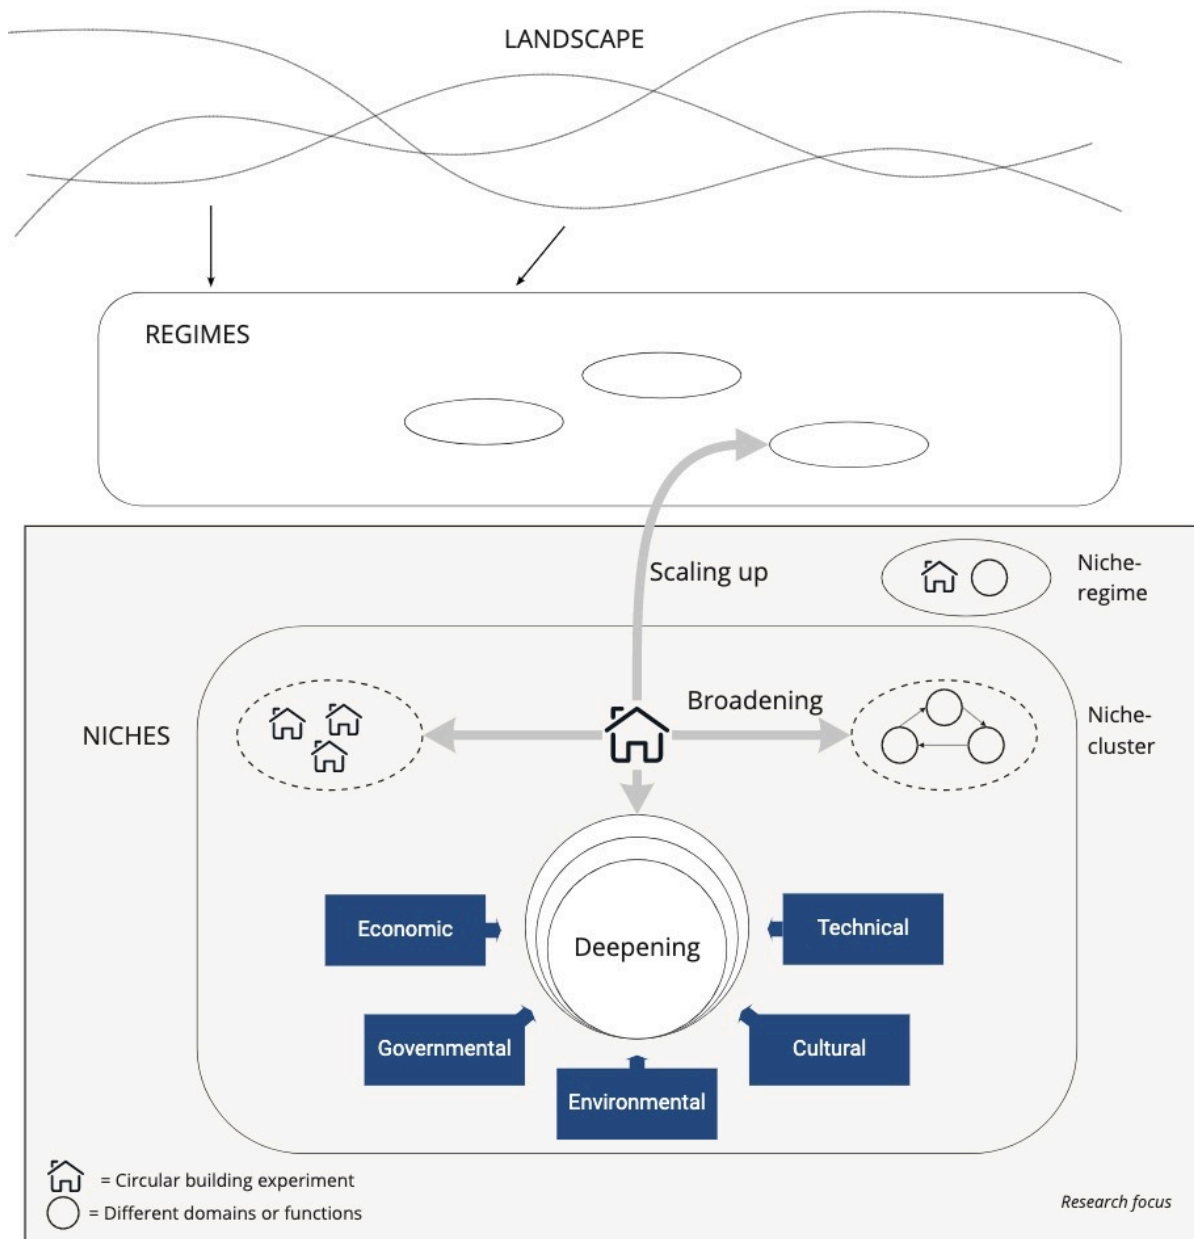 LANDSCAPE
REGIMES
Scaling up
Niche-
regime
Broadening
NICHES
Niche-
cluster
Economic
Deepening
Technical
Governmental
Cultural
Environmental
= Circular building experiment
= Different domains or functions
Research focus